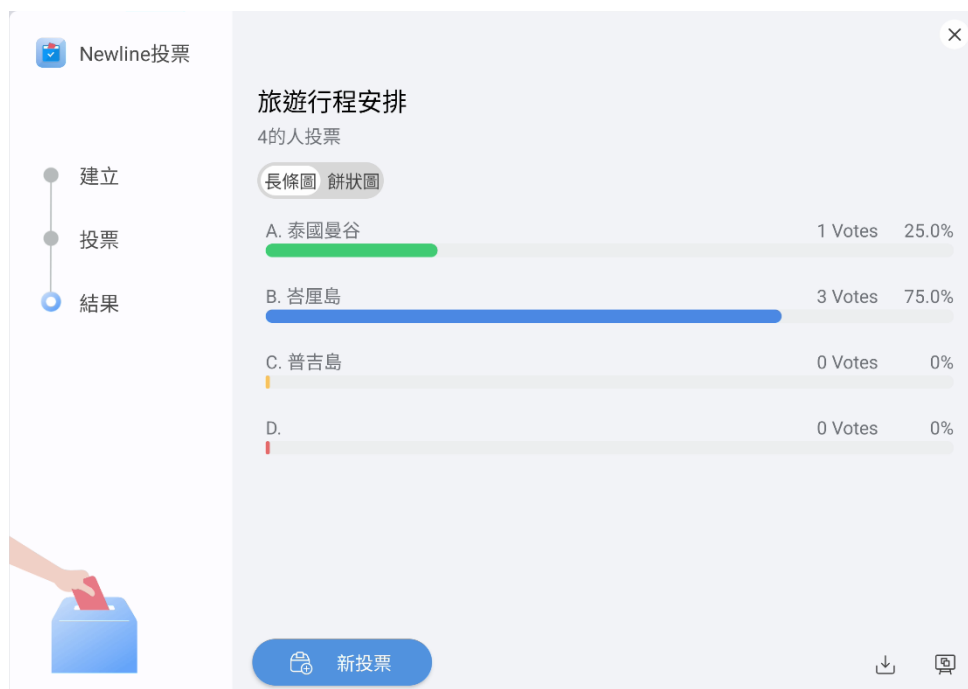 Newline投票
旅遊行程安排
4的人投票
長條圖 餅狀圖
建立
投票
結果
A. 泰國曼谷 1 Votes 25.0%
B. 峇厘島 3 Votes 75.0%
C. 普吉島 0 Votes 0%
D. 0 Votes 0%
新投票